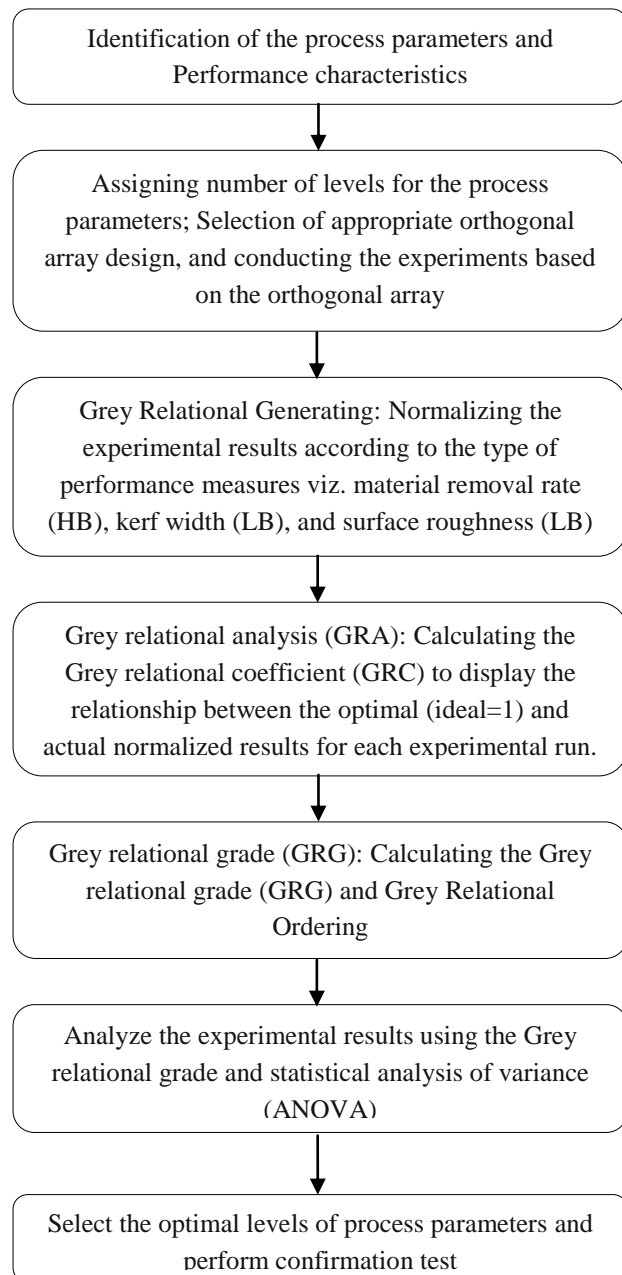 Identification of the process parameters and
Performance characteristics
Assigning number of levels for the process
parameters; Selection of appropriate orthogonal
array design, and conducting the experiments based
on the orthogonal array
Grey Relational Generating: Normalizing the
experimental results according to the type of
performance measures viz. material removal rate
(HB), kerf width (LB), and surface roughness (LB)
Grey relational analysis (GRA): Calculating the
Grey relational coefficient (GRC) to display the
relationship between the optimal (ideal=1) and
actual normalized results for each experimental run.
Grey relational grade (GRG): Calculating the Grey
relational grade (GRG) and Grey Relational
Ordering
Analyze the experimental results using the Grey
relational grade and statistical analysis of variance
(ANOVA)
Select the optimal levels of process parameters and
perform confirmation test